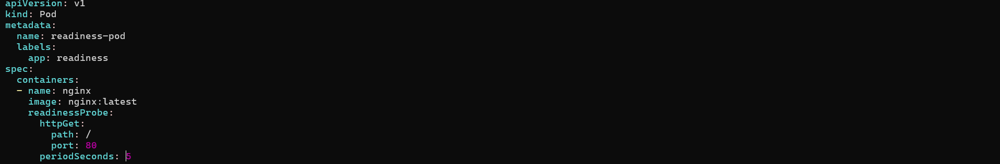 apiVersion: v1
kind: Pod
metadata:
  name: readiness-pod
  labels:
    app: readiness
spec:
  containers:
  - name: nginx
    image: nginx:latest
    readinessProbe:
      httpGet:
        path: /
        port: 80
      periodSeconds: 5